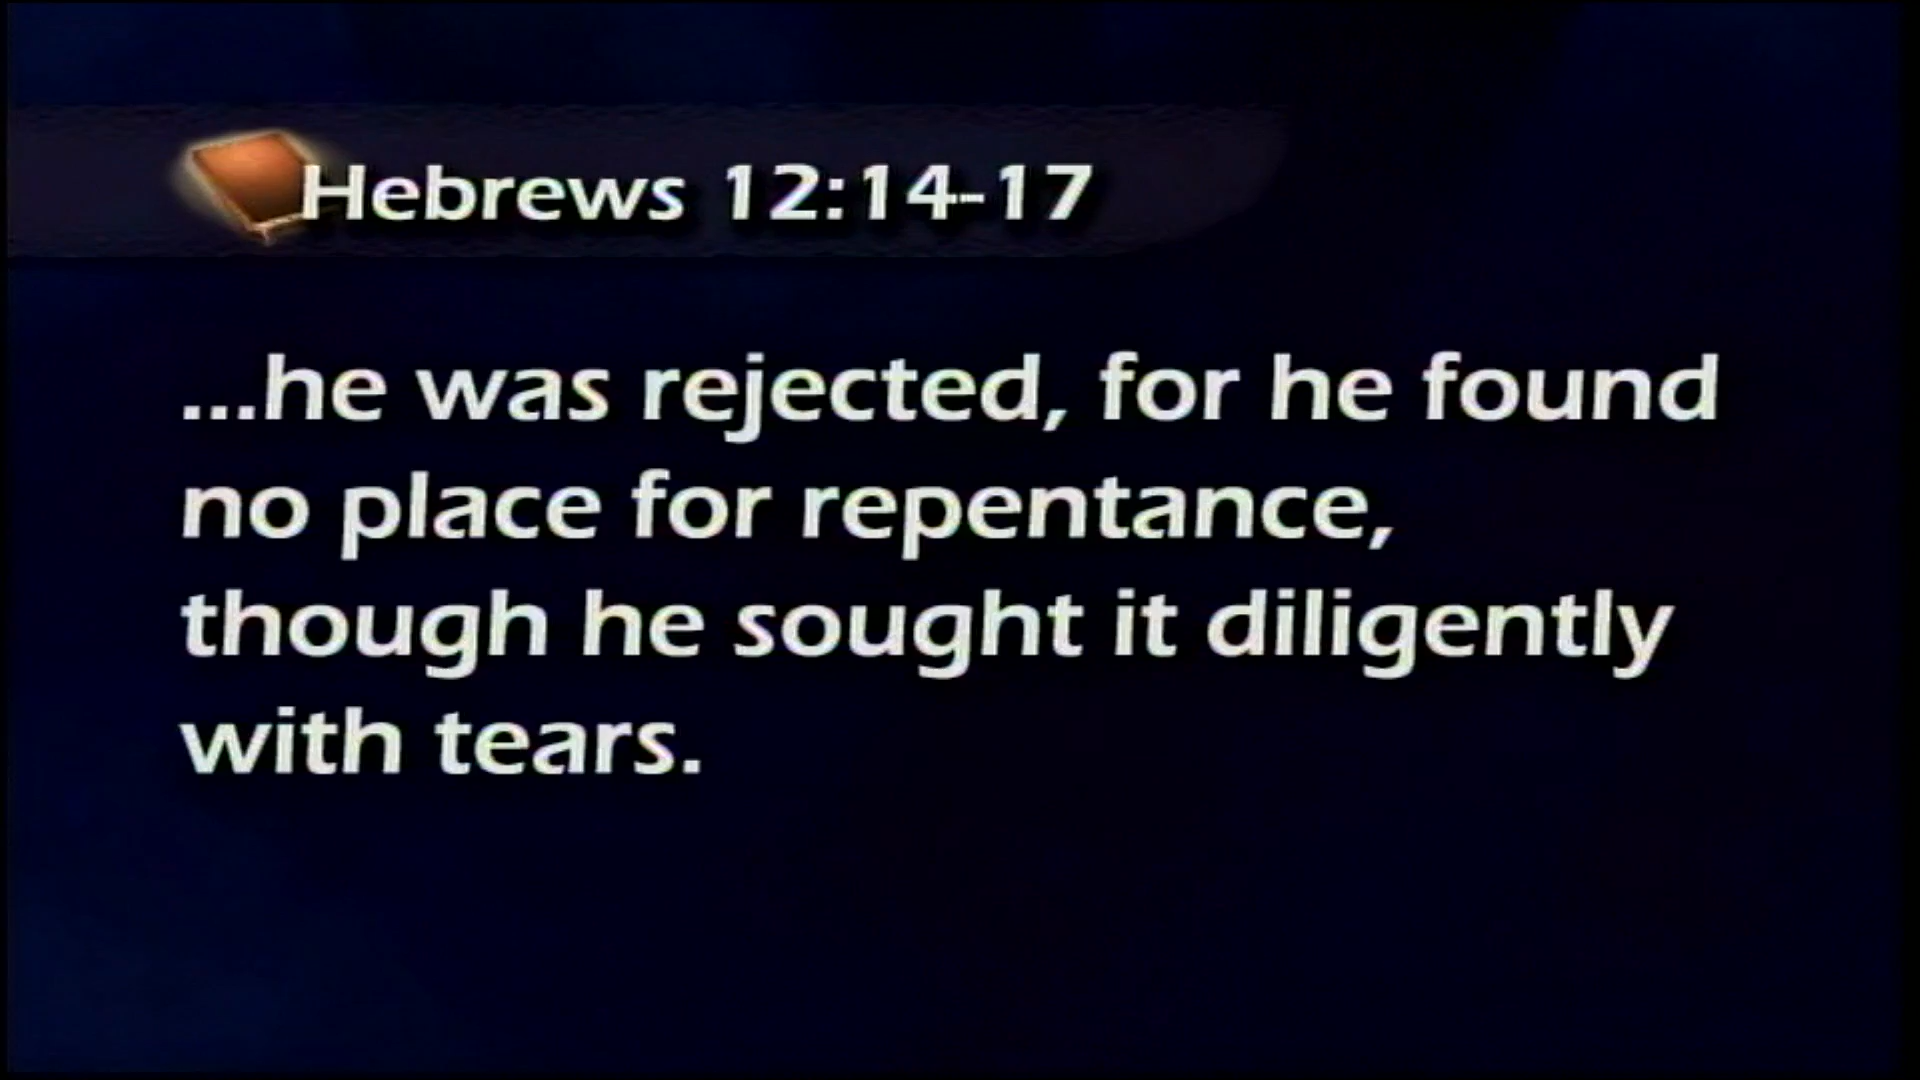 Hebrews 12:14-17
...he was rejected, for he found
no place for repentance,
though he sought it diligently
with tears.